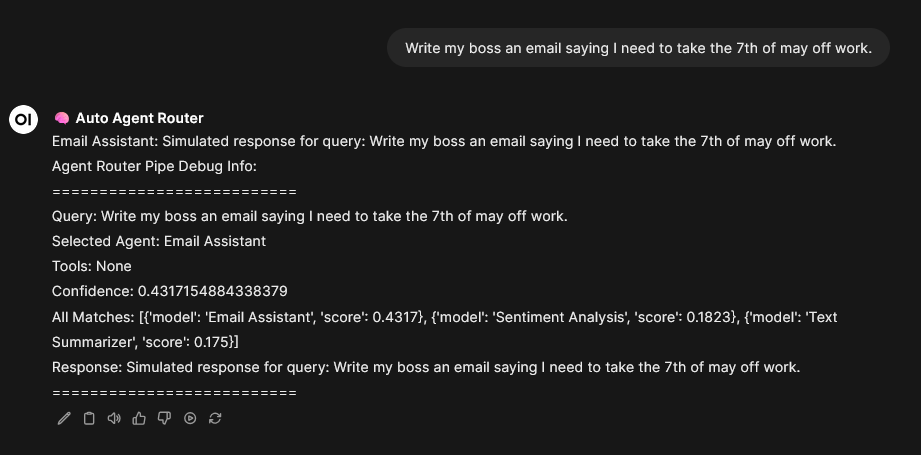 Write my boss an email saying I need to take the 7th of may off work.
OI
Auto Agent Router
Email Assistant: Simulated response for query: Write my boss an email saying I need to take the 7th of may off work.
Agent Router Pipe Debug Info:
==========================
Query: Write my boss an email saying I need to take the 7th of may off work.
Selected Agent: Email Assistant
Tools: None
Confidence: 0.4317154884338379
All Matches: [{'model': 'Email Assistant', 'score': 0.4317}, {'model': 'Sentiment Analysis', 'score': 0.1823}, {'model': 'Text
Summarizer', 'score': 0.175}]
Response: Simulated response for query: Write my boss an email saying I need to take the 7th of may off work.
==========================